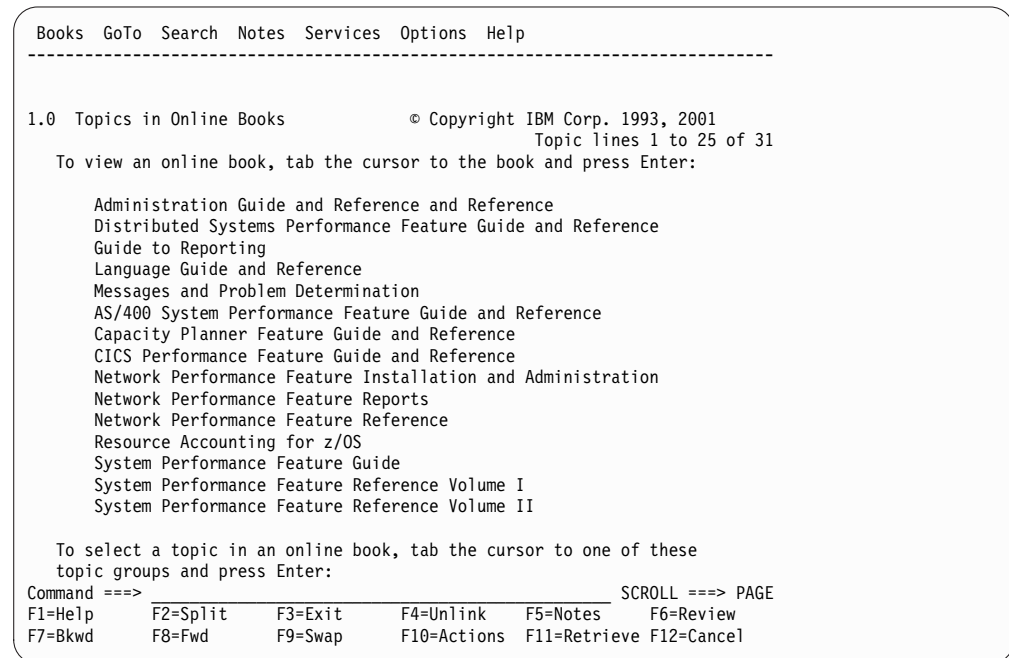 Books GoTo Search Notes Services Options Help
-------------------------------------------------------------------------------
1.0 Topics in Online Books © Copyright IBM Corp. 1993, 2001
Topic lines 1 to 25 of 31
To view an online book, tab the cursor to the book and press Enter:
Administration Guide and Reference and Reference
Distributed Systems Performance Feature Guide and Reference
Guide to Reporting
Language Guide and Reference
Messages and Problem Determination
AS/400 System Performance Feature Guide and Reference
Capacity Planner Feature Guide and Reference
CICS Performance Feature Guide and Reference
Network Performance Feature Installation and Administration
Network Performance Feature Reports
Network Performance Feature Reference
Resource Accounting for z/OS
System Performance Feature Guide
System Performance Feature Reference Volume I
System Performance Feature Reference Volume II
To select a topic in an online book, tab the cursor to one of these
topic groups and press Enter:
Command ===> ________________________________________________ SCROLL ===> PAGE
F1=Help F2=Split F3=Exit F4=Unlink F5=Notes F6=Review
F7=Bkwd F8=Fwd F9=Swap F10=Actions F11=Retrieve F12=Cancel